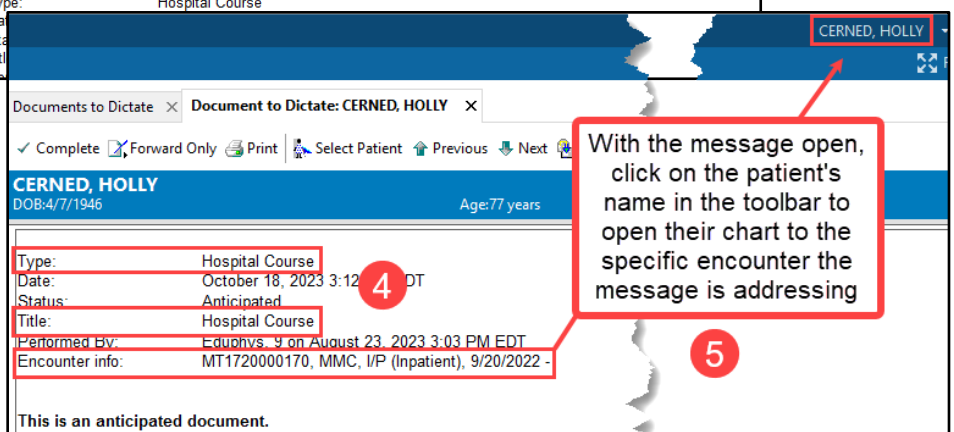 Hospital Course
CERNED, HOLLY
Documents to Dictate × Document to Dictate: CERNED, HOLLY ×
Complete Forward Only Print Select Patient Previous Next
CERNED, HOLLY
DOB:4/7/1946 Age:77 years
With the message open,
click on the patient's
name in the toolbar to
open their chart to the
specific encounter the
message is addressing
Type: Hospital Course
Date: October 18, 2023 3:12 DT
Status: Anticipated
4
Title: Hospital Course
Performed By: Eduphys, 9 on August 23, 2023 3:03 PM EDT
Encounter info: MT1720000170, MMC, I/P (Inpatient), 9/20/2022 -
5
This is an anticipated document.